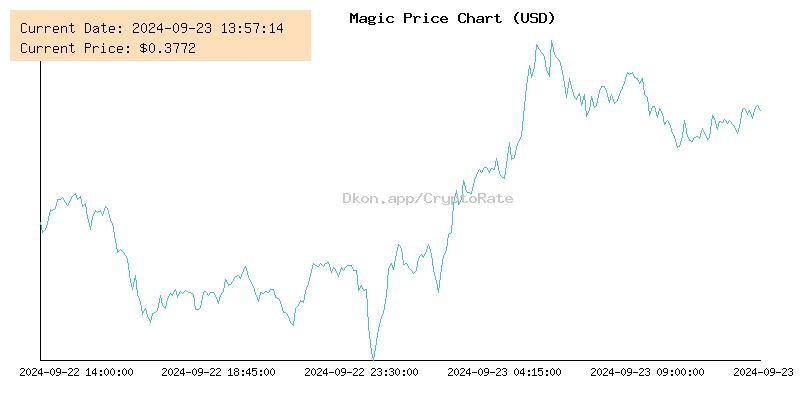 Magic Price Chart (USD)
Current Date: 2024-09-23 13:57:14
Current Price: $0.3772
Dkon.app/CryptoRate
2024-09-22 14:00:00 2024-09-22 18:45:00 2024-09-22 23:30:00 2024-09-23 04:15:00 2024-09-23 09:00:00 2024-09-23